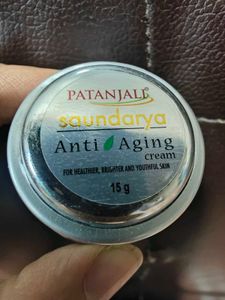 PATANJALI
saundarya
Anti Aging
cream
FOR HEALTHIER, BRIGHTER AND YOUTHFUL SKIN
15 g